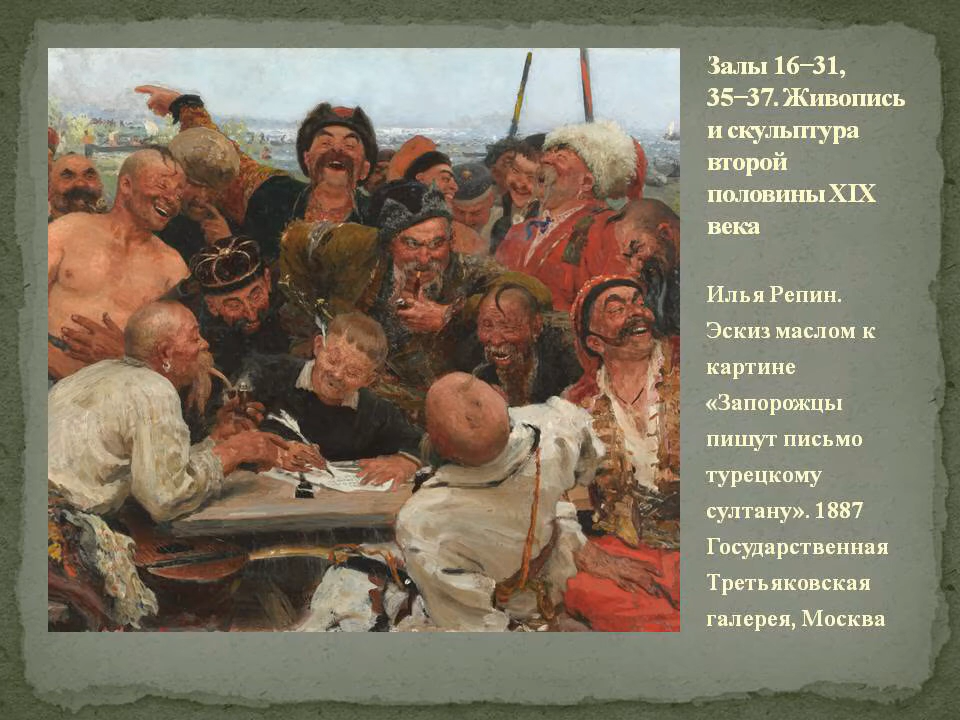 Залы 16−31,
35−37. Живопись
и скульптура
второй
половины XIX
века
Илья Репин.
Эскиз маслом к
картине
«Запорожцы
пишут письмо
турецкому
султану». 1887
Государственная
Третьяковская
галерея, Москва